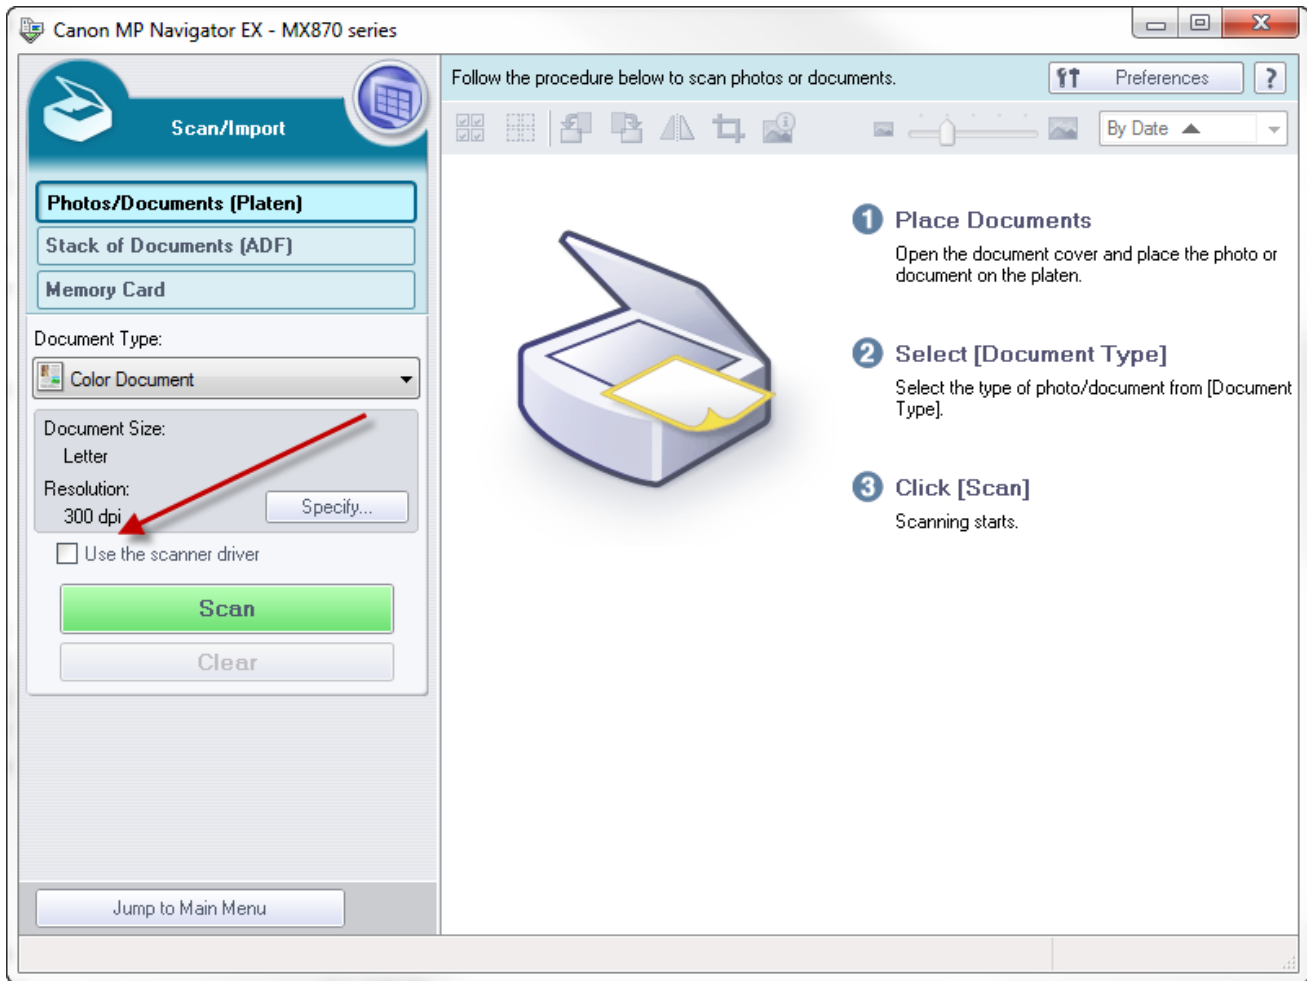 Canon MP Navigator EX - MX870 series
Scan/Import
Photos/Documents (Platen)
Stack of Documents (ADF)
Memory Card
Document Type:
Color Document
Document Size:
Letter
Resolution:
300 dpi
Specify...
Use the scanner driver
Scan
Clear
Jump to Main Menu
Follow the procedure below to scan photos or documents.
Preferences
?
By Date
1 Place Documents
Open the document cover and place the photo or
document on the platen.
2 Select [Document Type]
Select the type of photo/document from [Document
Type].
3 Click [Scan]
Scanning starts.